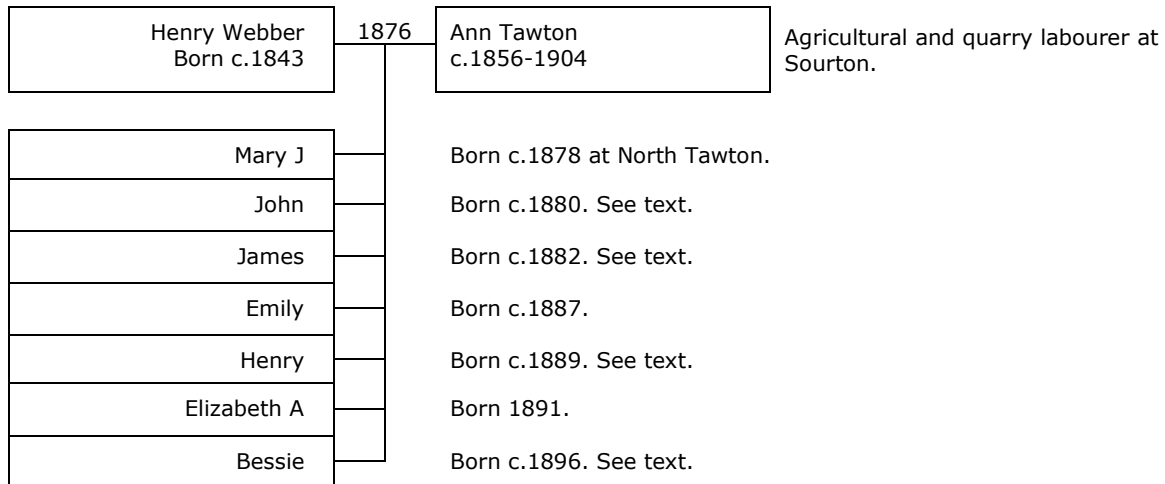 Henry Webber
Born c.1843
1876
Ann Tawton
c.1856-1904
Agricultural and quarry labourer at
Sourton.
Mary J
Born c.1878 at North Tawton.
John
Born c.1880. See text.
James
Born c.1882. See text.
Emily
Born c.1887.
Henry
Born c.1889. See text.
Elizabeth A
Born 1891.
Bessie
Born c.1896. See text.